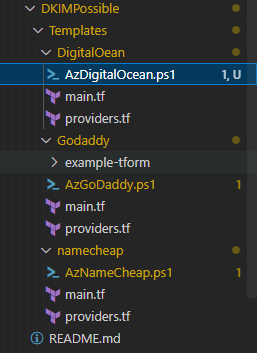 DKIMPossible
Templates
DigitalOean
AzDigitalOcean.ps1 1, U
main.tf
providers.tf
Godaddy
example-tform
AzGoDaddy.ps1 1
main.tf
providers.tf
namecheap
AzNameCheap.ps1 1
main.tf
providers.tf
README.md